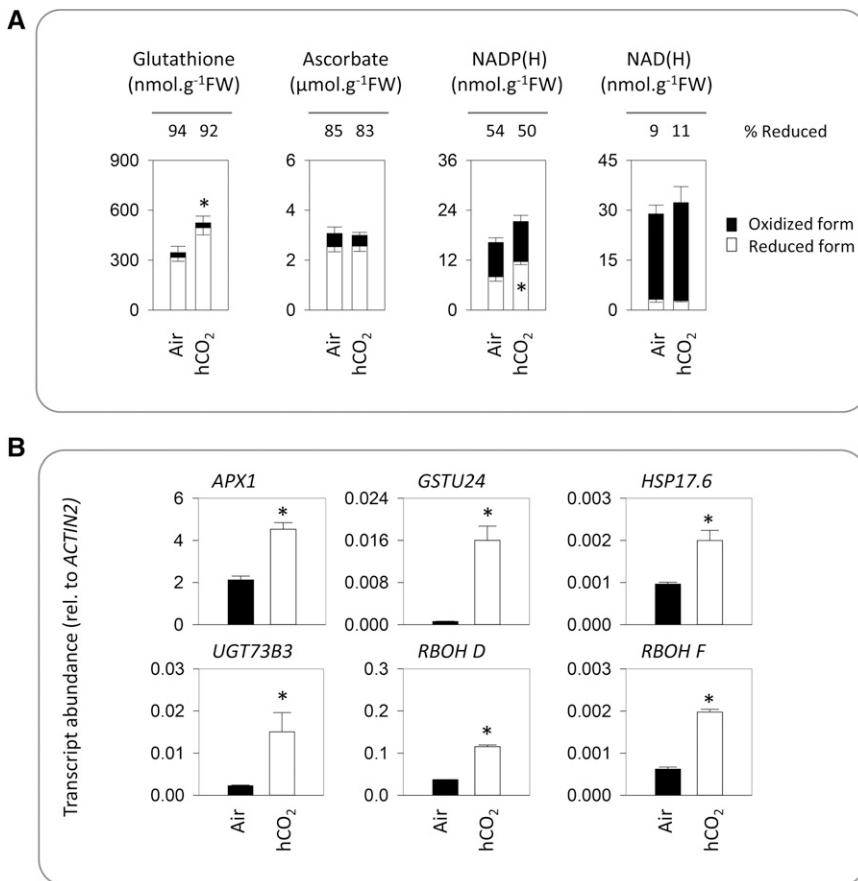 A
Glutathione Ascorbate NADP(H) NAD(H)
(nmol.g⁻¹FW) (μmol.g⁻¹FW) (nmol.g⁻¹FW) (nmol.g⁻¹FW)
94 92 85 83 54 50 9 11 % Reduced
900 6 36 45
600 4 24 30
300 2 12 15
0 0 0 0
* *
Oxidized form
Reduced form
Air hCO₂ Air hCO₂ Air hCO₂ Air hCO₂
B
Transcript abundance (rel. to ACTIN2)
APX1 GSTU24 HSP17.6
6 0.024 0.003
4 0.016 0.002
2 0.008 0.001
0 0.000 0.000
* * *
UGT73B3 RBOH D RBOH F
0.03 0.3 0.003
0.02 0.2 0.002
0.01 0.1 0.001
0.00 0.0 0.000
* * *
Air hCO₂ Air hCO₂ Air hCO₂